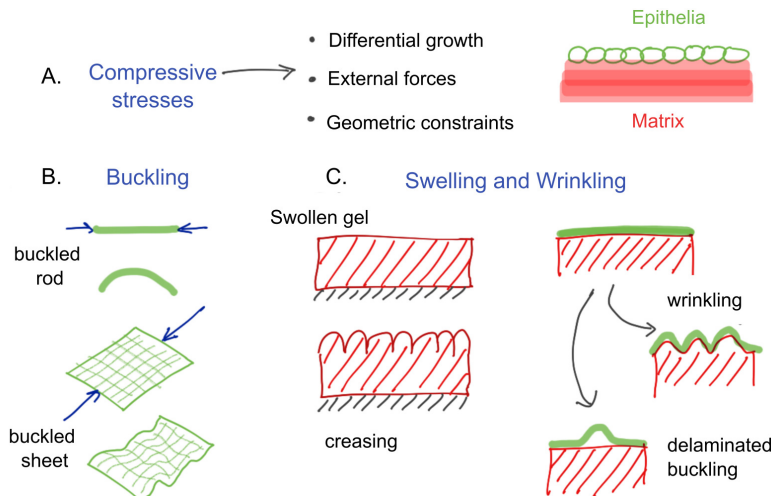 A.
Compressive
stresses
• Differential growth
• External forces
• Geometric constraints
Epithelia
Matrix
B.
Buckling
buckled
rod
buckled
sheet
C.
Swelling and Wrinkling
Swollen gel
creasing
wrinkling
delaminated
buckling